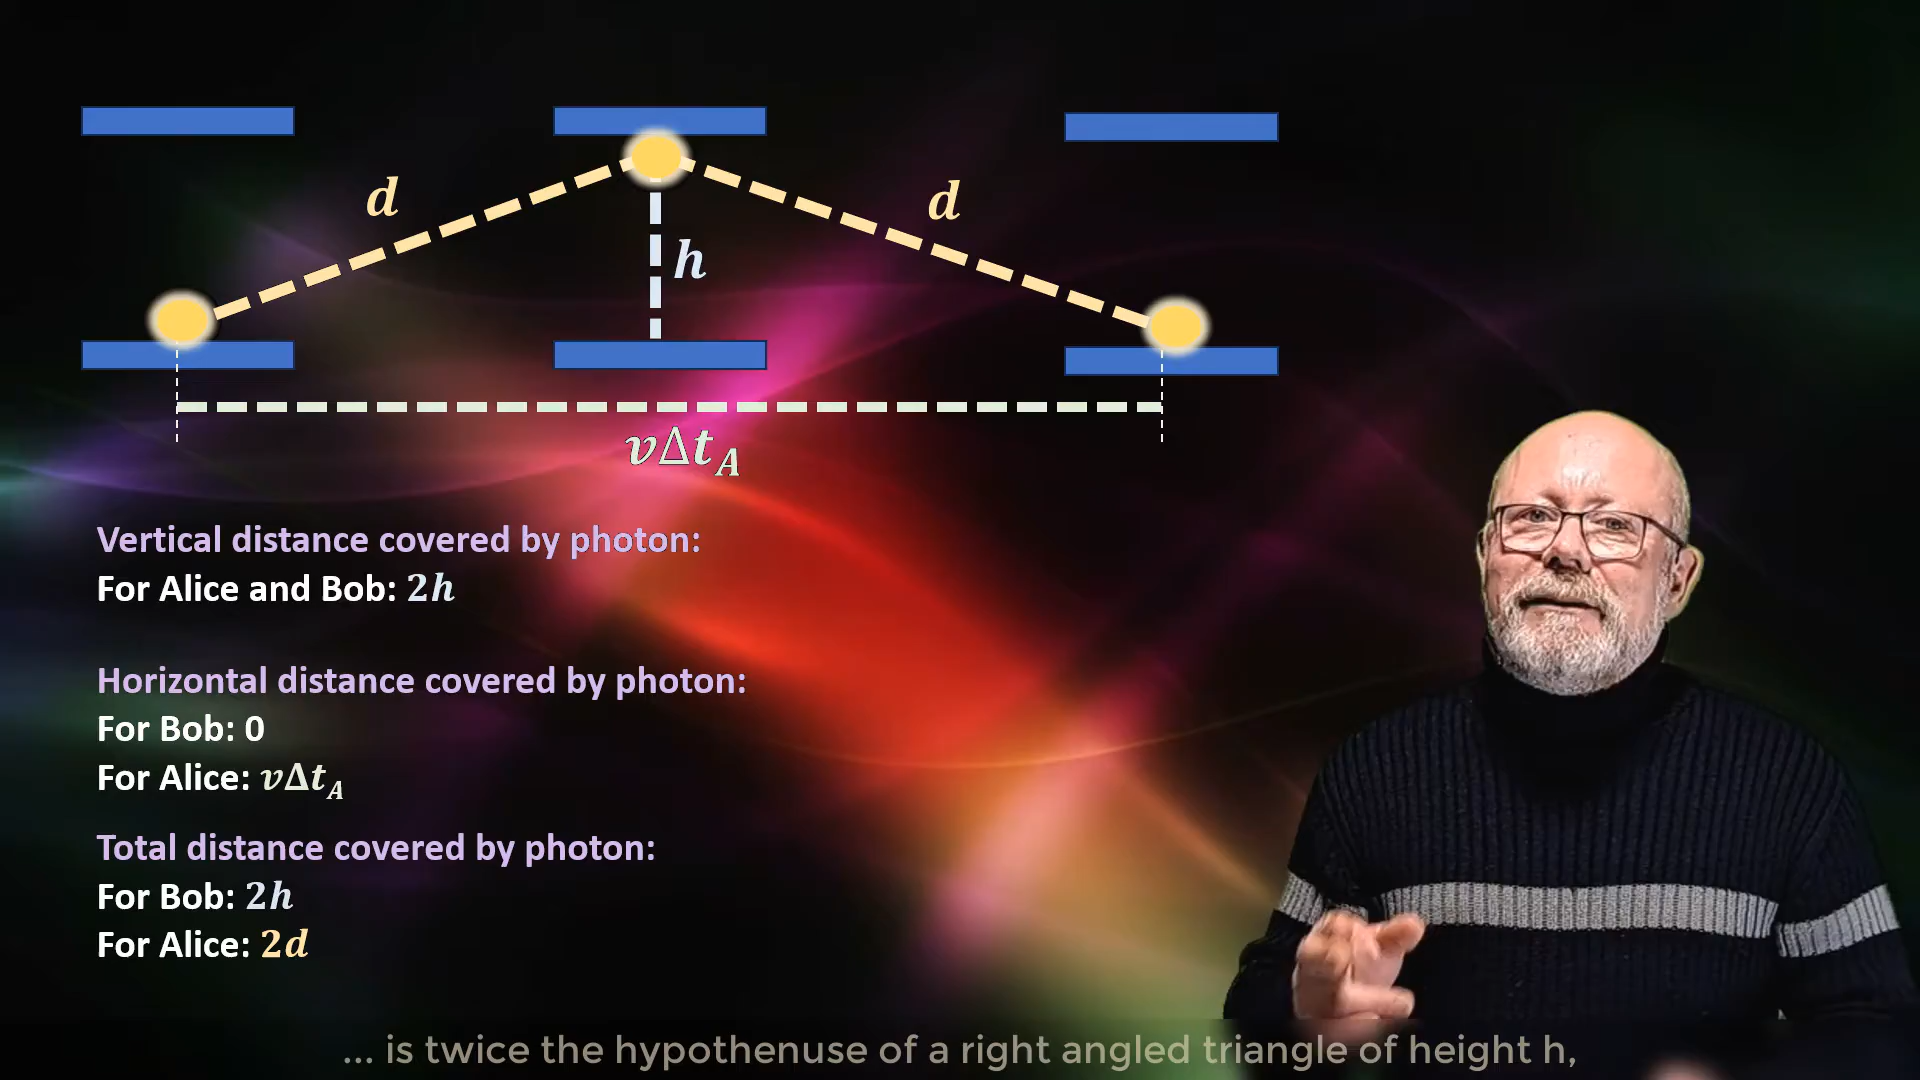 d
d
h
vΔt_A
Vertical distance covered by photon:
For Alice and Bob: 2h
Horizontal distance covered by photon:
For Bob: 0
For Alice: vΔt_A
Total distance covered by photon:
For Bob: 2h
For Alice: 2d
... is twice the hypothenuse of a right angled triangle of height h,